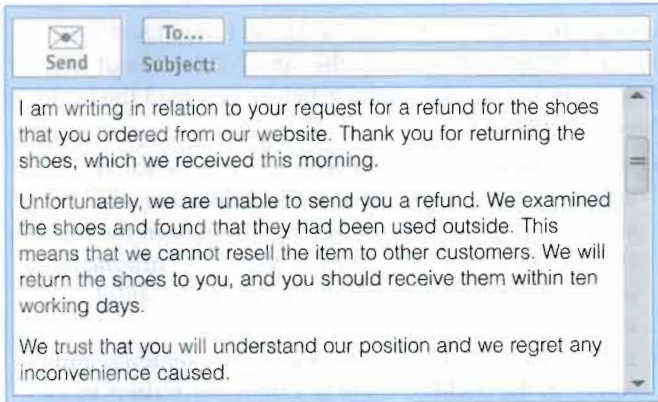 To...
Send
Subject:
I am writing in relation to your request for a refund for the shoes
that you ordered from our website. Thank you for returning the
shoes, which we received this morning.
Unfortunately, we are unable to send you a refund. We examined
the shoes and found that they had been used outside. This
means that we cannot resell the item to other customers. We will
return the shoes to you, and you should receive them within ten
working days.
We trust that you will understand our position and we regret any
inconvenience caused.